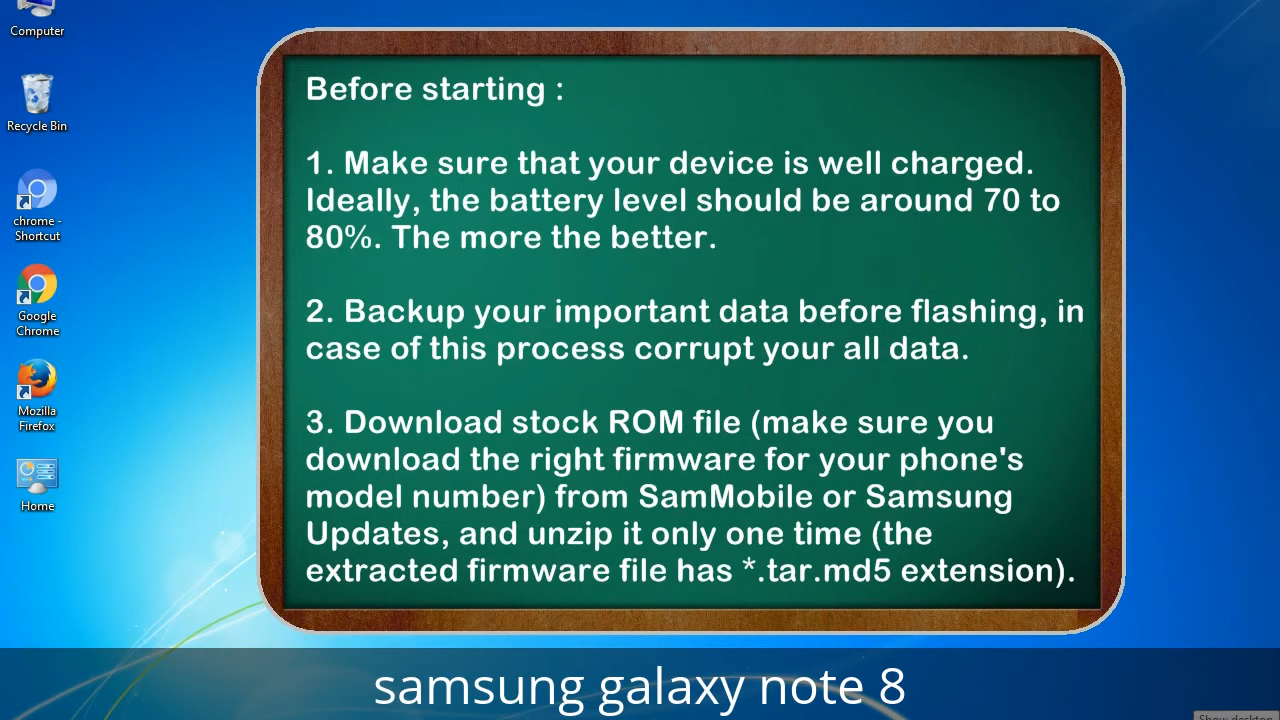 Computer
Recycle Bin
chrome -
Shortcut
Google
Chrome
Mozilla
Firefox
Home
Before starting :
1. Make sure that your device is well charged.
Ideally, the battery level should be around 70 to
80%. The more the better.
2. Backup your important data before flashing, in
case of this process corrupt your all data.
3. Download stock ROM file (make sure you
download the right firmware for your phone's
model number) from SamMobile or Samsung
Updates, and unzip it only one time (the
extracted firmware file has *.tar.md5 extension).
samsung galaxy note 8
Show desktop